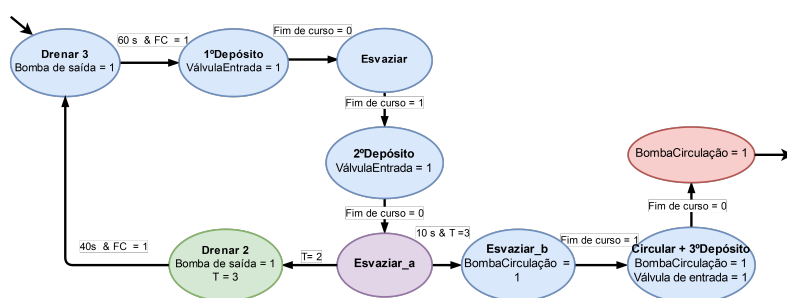 60 s & FC = 1
Fim de curso = 0
Drenar 3
Bomba de saída = 1
1ºDepósito
VálvulaEntrada = 1
Esvaziar
Fim de curso = 1
2ºDepósito
VálvulaEntrada = 1
BombaCirculação = 1
Fim de curso = 0
Fim de curso = 0
40s & FC = 1
Drenar 2
Bomba de saída = 1
T = 3
T= 2
Esvaziar_a
10 s & T =3
Esvaziar_b
BombaCirculação =
1
Fim de curso = 1
Circular + 3ºDepósito
BombaCirculação = 1
Válvula de entrada = 1